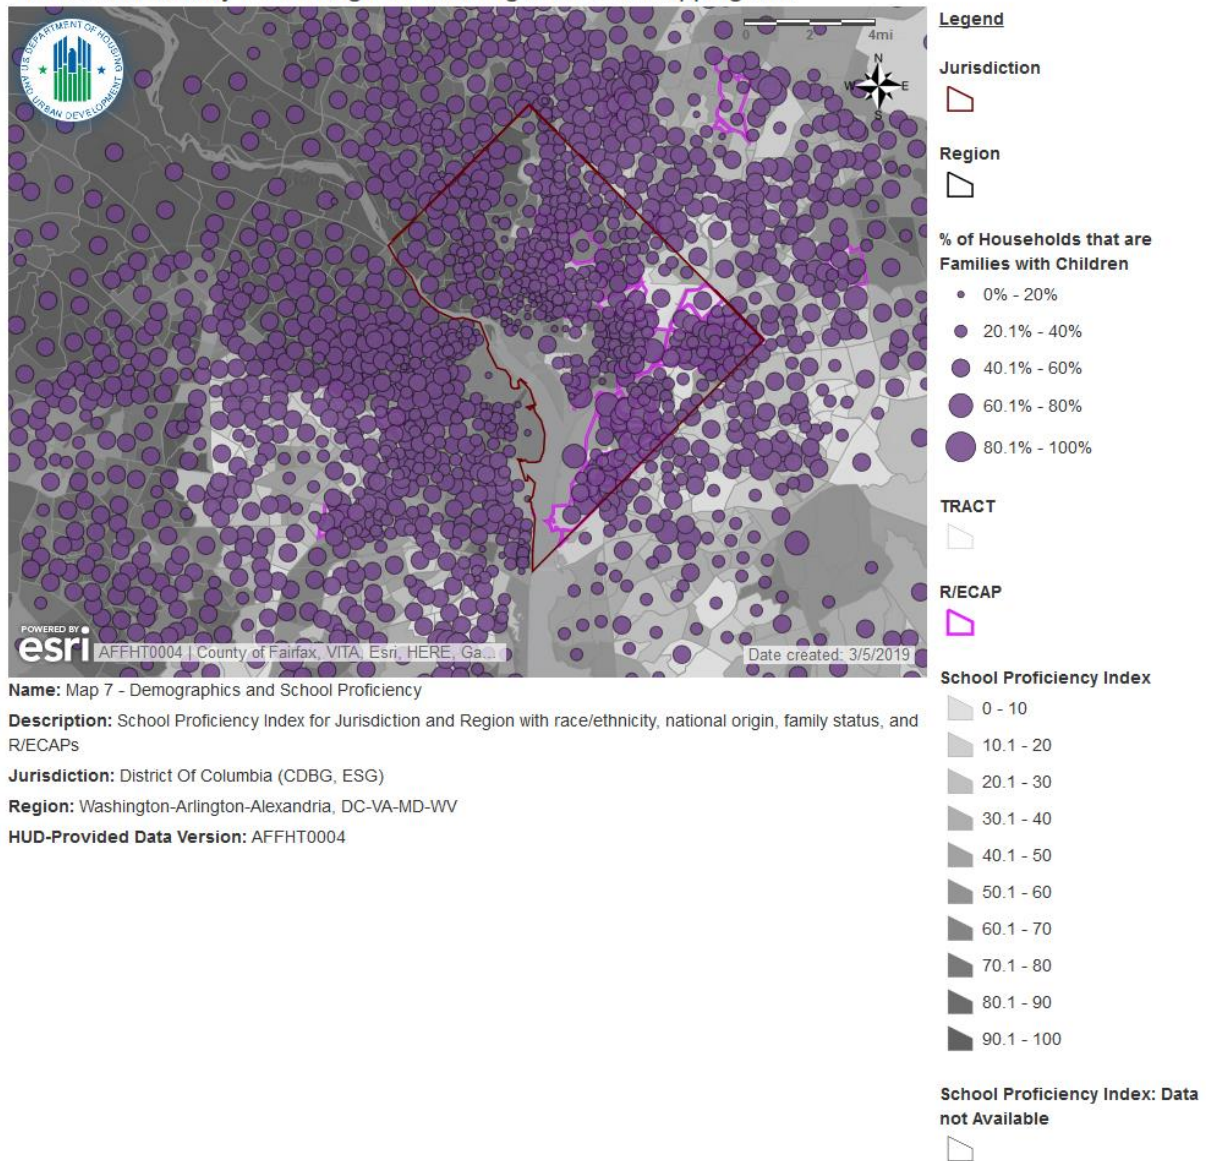 U.S. DEPARTMENT OF HOUSING
AND URBAN DEVELOPMENT
0 2 4mi
N
W E
S
POWERED BY
esri
AFFHT0004 | County of Fairfax, VITA, Esri, HERE, Ga...
Date created: 3/5/2019
Name: Map 7 - Demographics and School Proficiency
Description: School Proficiency Index for Jurisdiction and Region with race/ethnicity, national origin, family status, and
R/ECAPs
Jurisdiction: District Of Columbia (CDBG, ESG)
Region: Washington-Arlington-Alexandria, DC-VA-MD-WV
HUD-Provided Data Version: AFFHT0004
Legend
Jurisdiction
Region
% of Households that are
Families with Children
0% - 20%
20.1% - 40%
40.1% - 60%
60.1% - 80%
80.1% - 100%
TRACT
R/ECAP
School Proficiency Index
0 - 10
10.1 - 20
20.1 - 30
30.1 - 40
40.1 - 50
50.1 - 60
60.1 - 70
70.1 - 80
80.1 - 90
90.1 - 100
School Proficiency Index: Data
not Available